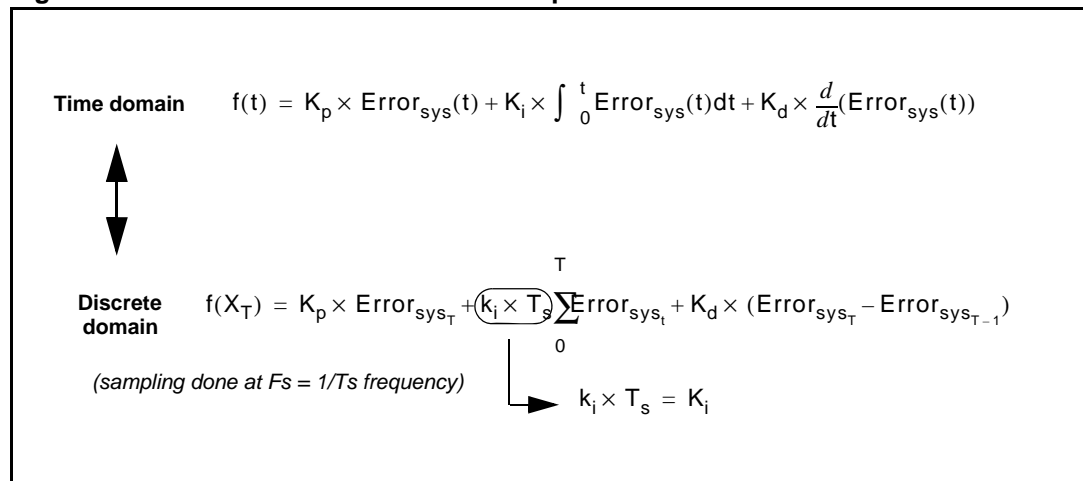 Time domain f(t) = K_p × Error_sys(t) + K_i × ∫_0^t Error_sys(t)dt + K_d × d/dt(Error_sys(t))
Discrete domain f(X_T) = K_p × Error_sys_T + k_i × T_s ∑_0^T Error_sys_t + K_d × (Error_sys_T − Error_sys_T−1)
(sampling done at Fs = 1/Ts frequency)
k_i × T_s = K_i